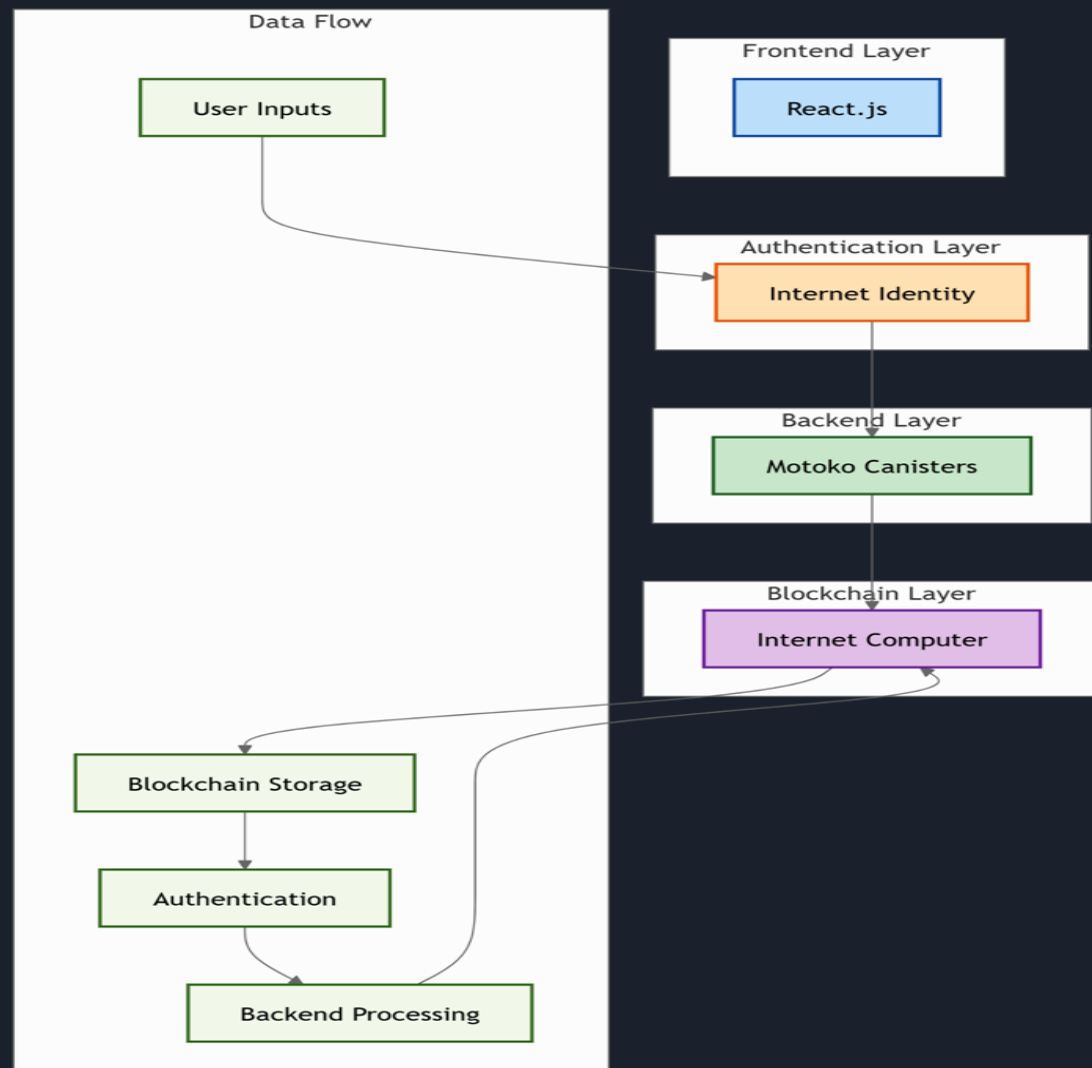 Data Flow
User Inputs
Frontend Layer
React.js
Authentication Layer
Internet Identity
Backend Layer
Motoko Canisters
Blockchain Layer
Internet Computer
Blockchain Storage
Authentication
Backend Processing